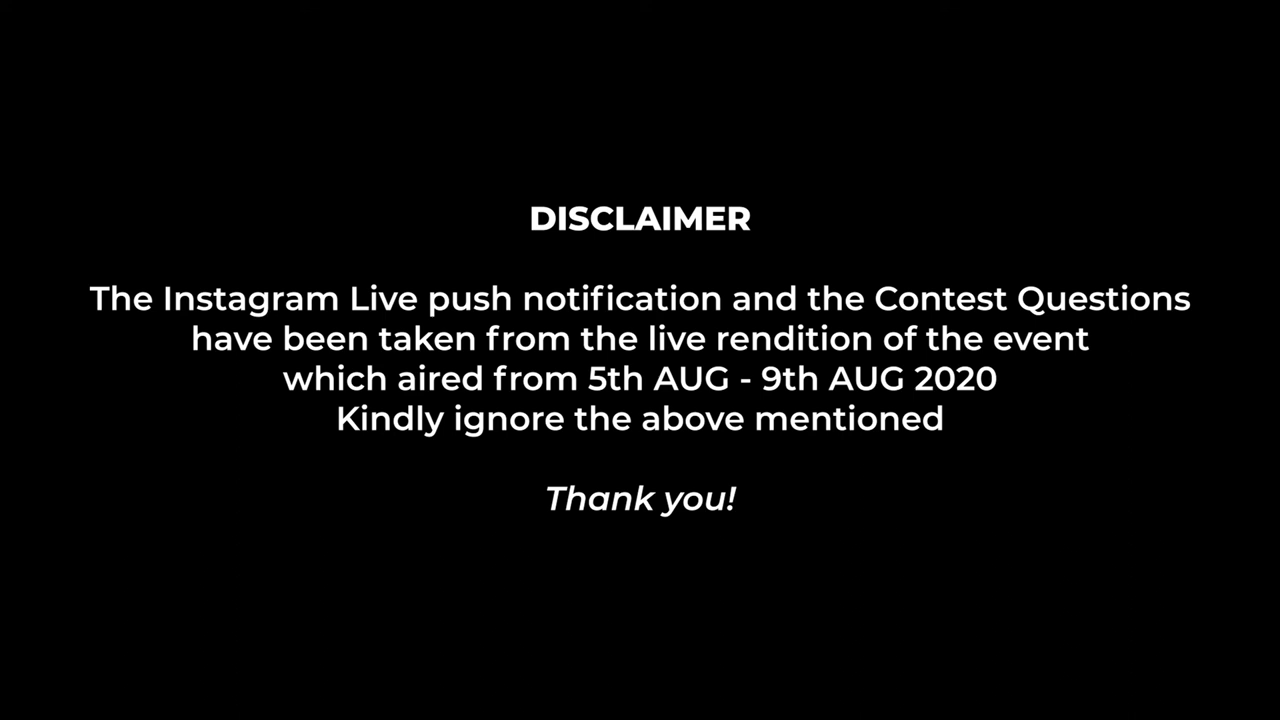 DISCLAIMER
The Instagram Live push notification and the Contest Questions
have been taken from the live rendition of the event
which aired from 5th AUG - 9th AUG 2020
Kindly ignore the above mentioned
Thank you!